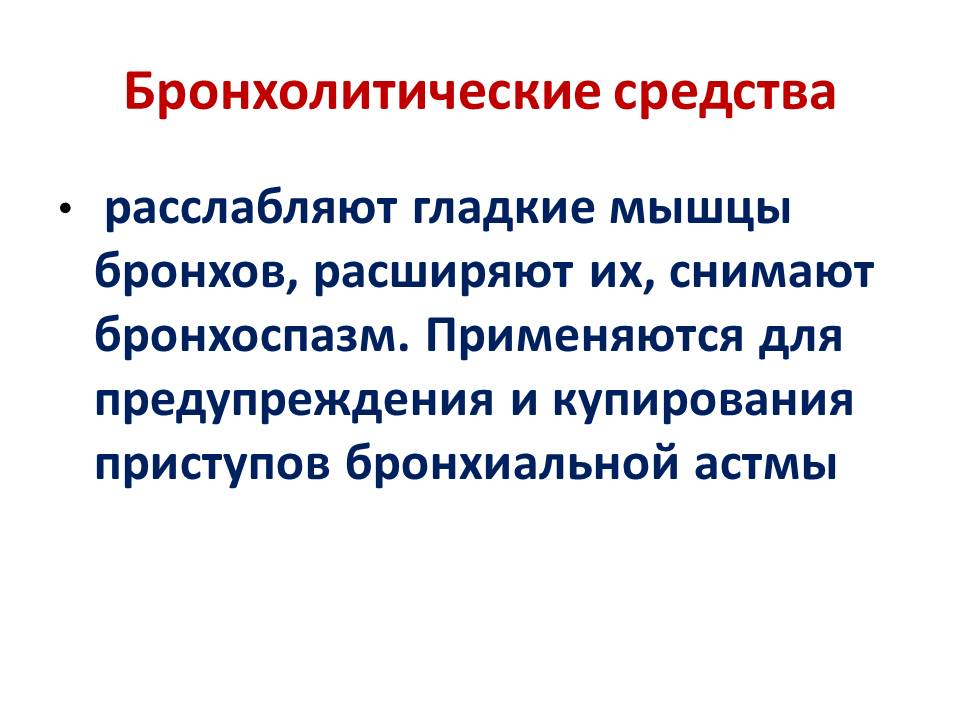 Бронхолитические средства
• расслабляют гладкие мышцы
бронхов, расширяют их, снимают
бронхоспазм. Применяются для
предупреждения и купирования
приступов бронхиальной астмы